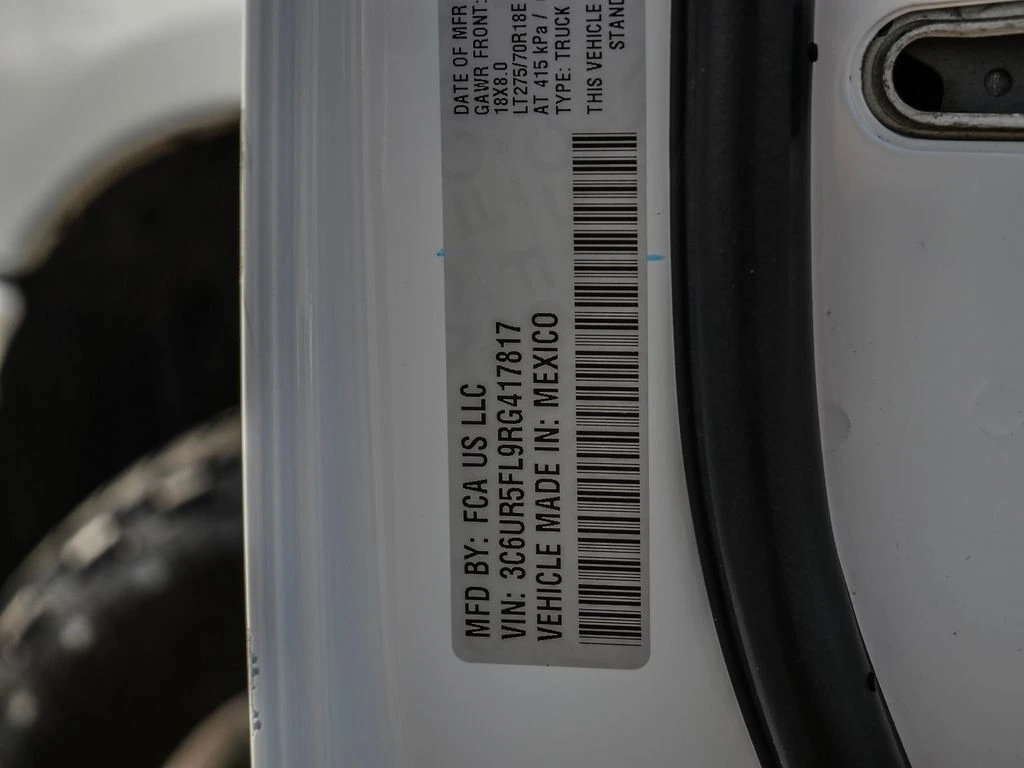 MFD BY: FCA US LLC
VIN: 3C6UR5FL9RG417817
VEHICLE MADE IN: MEXICO
DATE OF MFR
GAWR FRONT:
18X8.0
LT275/70R18E
AT 415 kPa /
TYPE: TRUCK
THIS VEHICLE
STAND